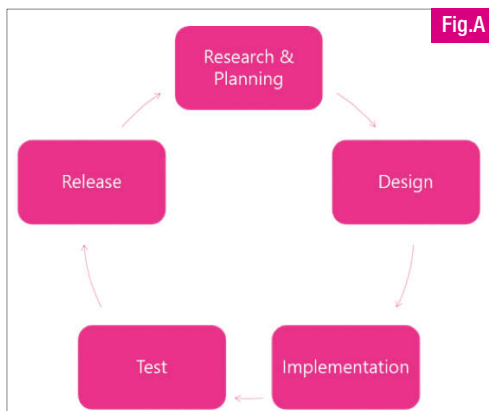 Fig.A
Research &
Planning
Design
Implementation
Test
Release